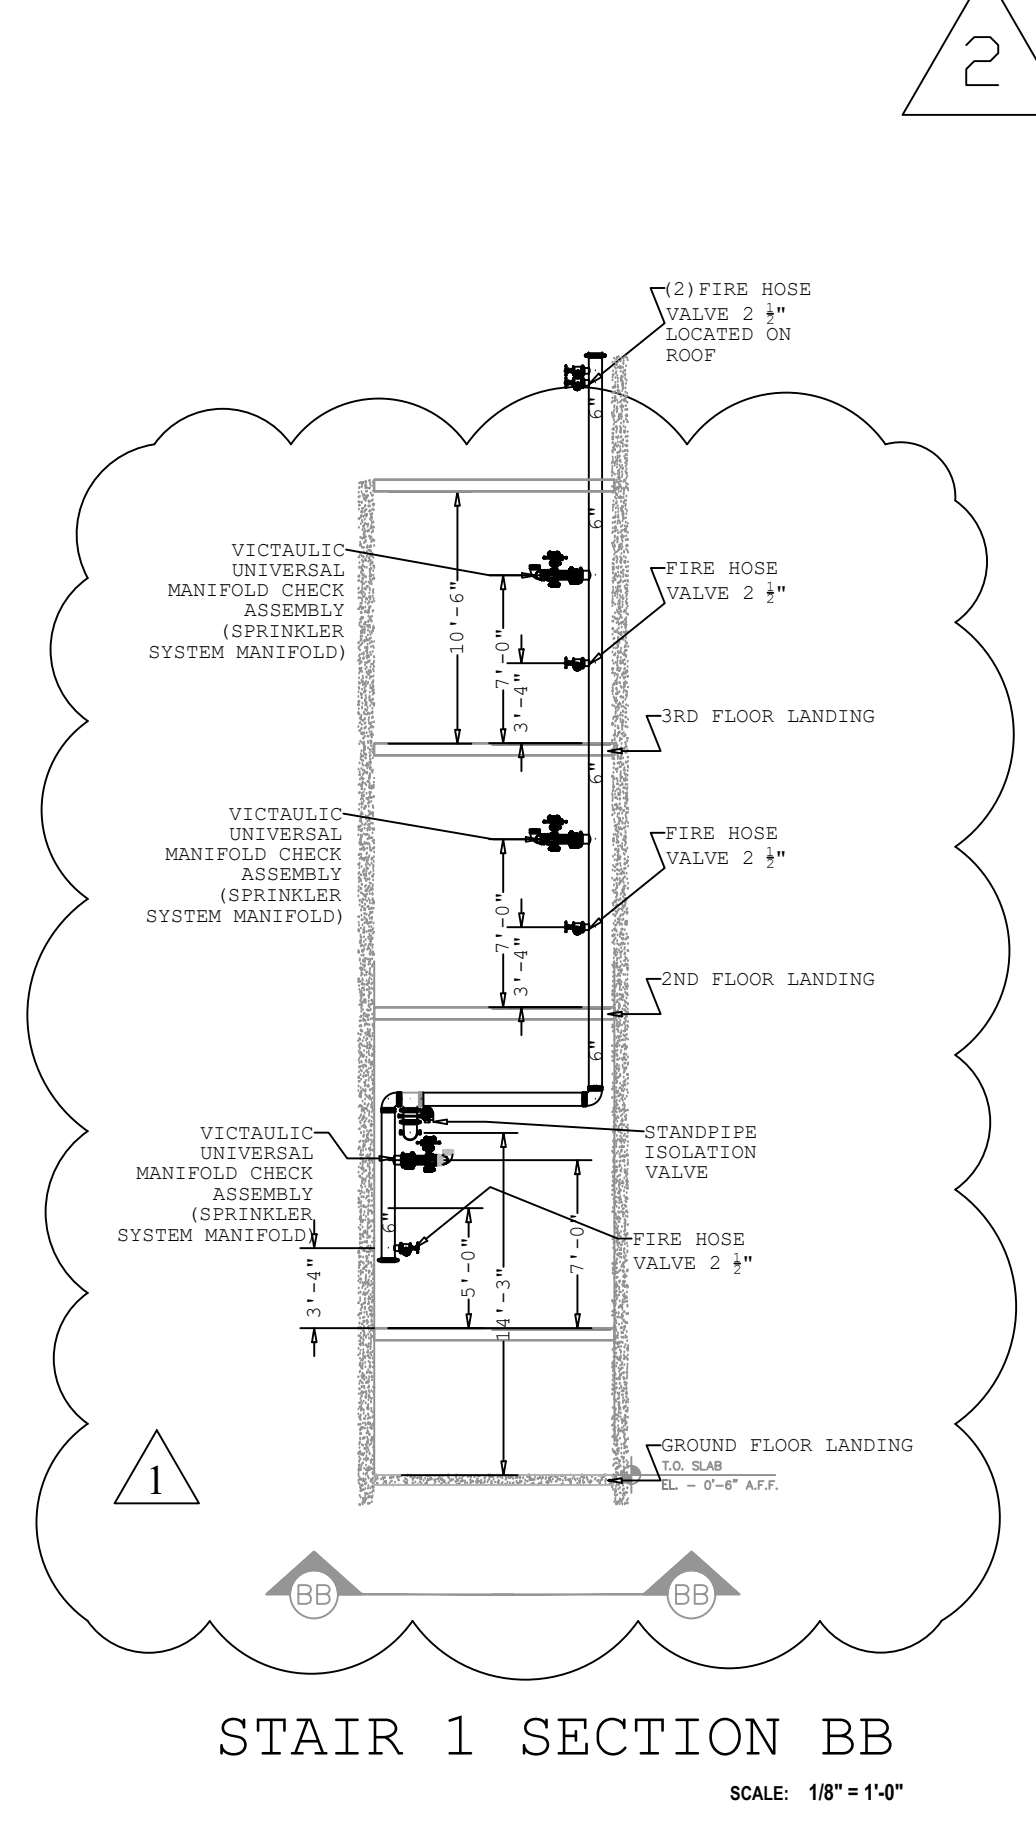 2
(2)FIRE HOSE
VALVE 2 1/2"
LOCATED ON
ROOF
6"
6"
VICTAULIC
UNIVERSAL
MANIFOLD CHECK
ASSEMBLY
(SPRINKLER
SYSTEM MANIFOLD)
10'-6"
7'-0"
3'-4"
FIRE HOSE
VALVE 2 1/2"
3RD FLOOR LANDING
6"
VICTAULIC
UNIVERSAL
MANIFOLD CHECK
ASSEMBLY
(SPRINKLER
SYSTEM MANIFOLD)
7'-0"
3'-4"
FIRE HOSE
VALVE 2 1/2"
2ND FLOOR LANDING
6"
VICTAULIC
UNIVERSAL
MANIFOLD CHECK
ASSEMBLY
(SPRINKLER
SYSTEM MANIFOLD)
STANDPIPE
ISOLATION
VALVE
6"
FIRE HOSE
VALVE 2 1/2"
3'-4"
5'-0"
14'-3"
7'-0"
GROUND FLOOR LANDING
T.O. SLAB
EL. - 0'-6" A.F.F.
1
BB
BB
STAIR 1 SECTION BB
SCALE: 1/8" = 1'-0"